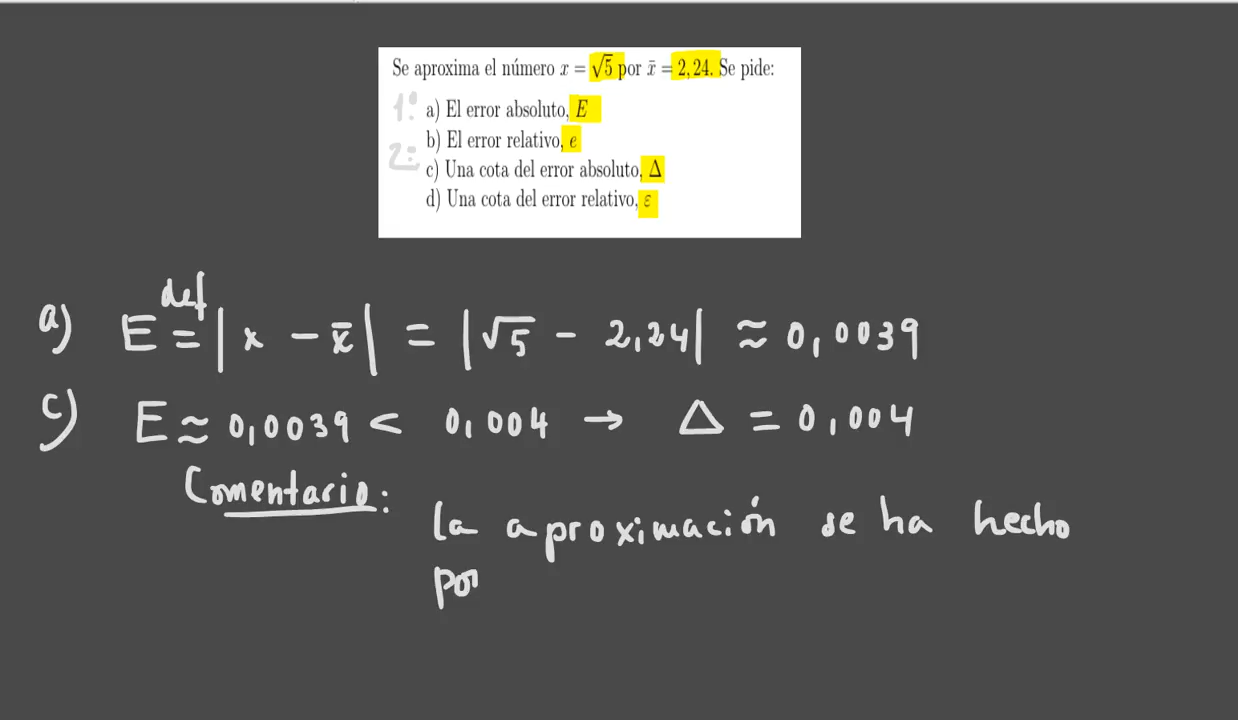 Se aproxima el número x = √5 por x̄ = 2,24. Se pide:
1º a) El error absoluto, E
b) El error relativo, e
2º c) Una cota del error absoluto, Δ
d) Una cota del error relativo, ε
def
a) E = | x − x̄ | = |√5 − 2,24| ≈ 0,0039
c) E ≈ 0,0039 < 0,004 → Δ = 0,004
Comentario:
la aproximación se ha hecho
por